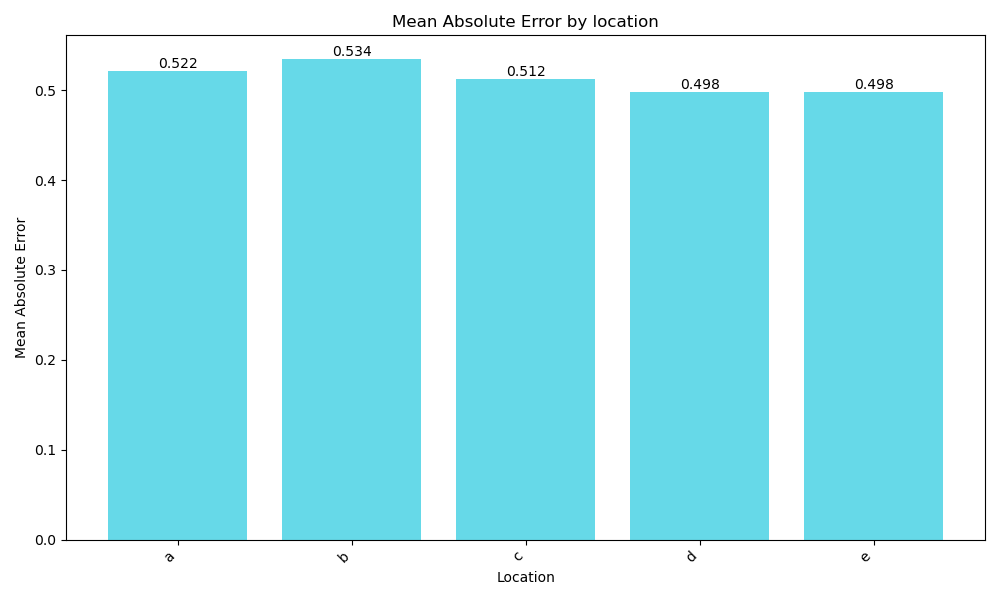 Mean Absolute Error by location
0.522
0.534
0.512
0.498
0.498
Mean Absolute Error
0.5
0.4
0.3
0.2
0.1
0.0
a
b
c
d
e
Location